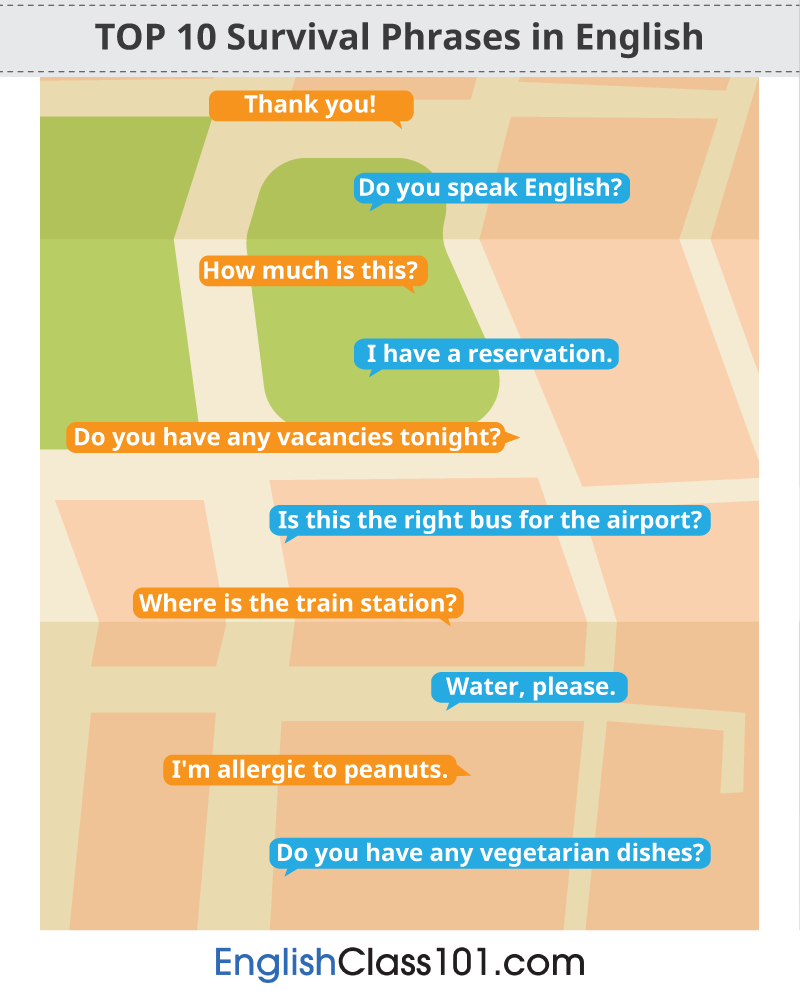 TOP 10 Survival Phrases in English
Thank you!
Do you speak English?
How much is this?
I have a reservation.
Do you have any vacancies tonight?
Is this the right bus for the airport?
Where is the train station?
Water, please.
I'm allergic to peanuts.
Do you have any vegetarian dishes?
EnglishClass101.com